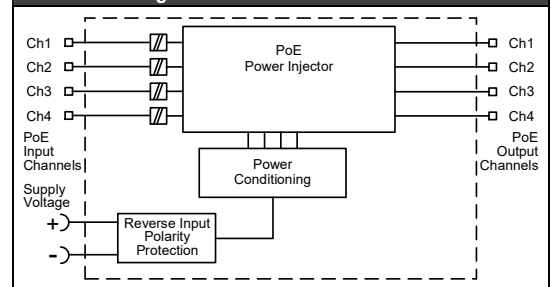 Ch1
Ch2
Ch3
Ch4
PoE
Input
Channels
Supply
Voltage
+
-
PoE
Power Injector
Power
Conditioning
Reverse Input
Polarity
Protection
Ch1
Ch2
Ch3
Ch4
PoE
Output
Channels